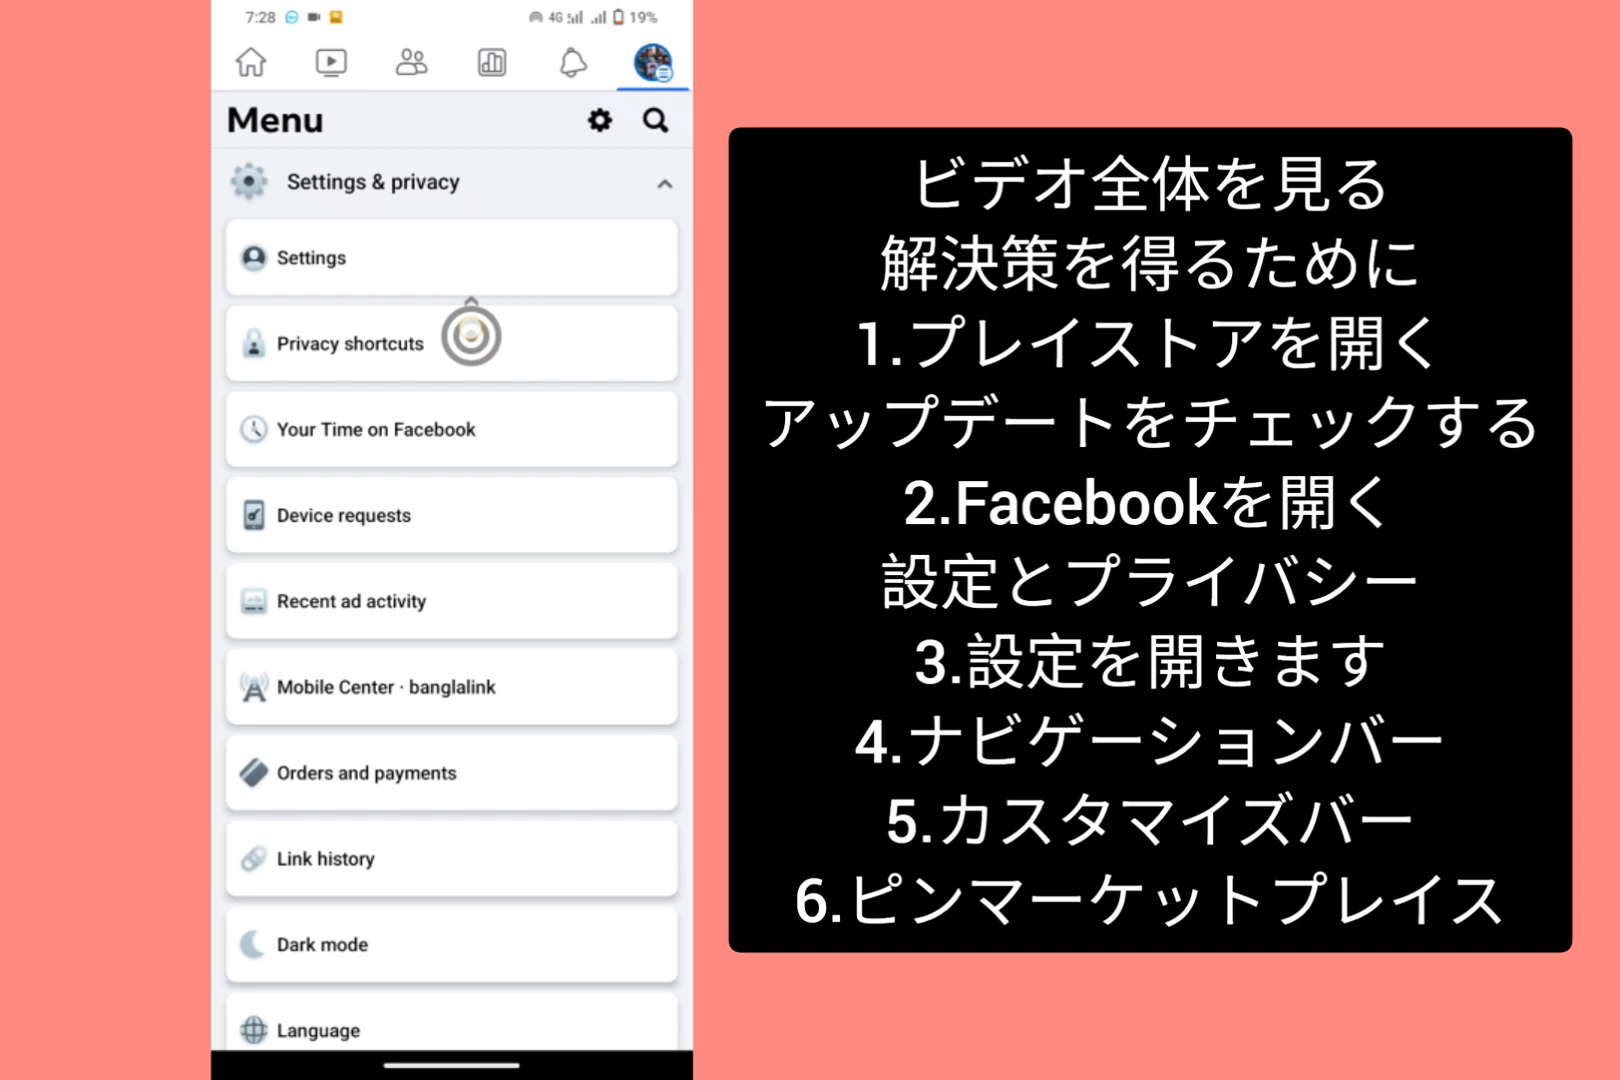 7:28
4G
19%
Menu
Settings & privacy
Settings
Privacy shortcuts
Your Time on Facebook
Device requests
Recent ad activity
Mobile Center · banglalink
Orders and payments
Link history
Dark mode
Language
ビデオ全体を見る
解決策を得るために
1.プレイストアを開く
アップデートをチェックする
2.Facebookを開く
設定とプライバシー
3.設定を開きます
4.ナビゲーションバー
5.カスタマイズバー
6.ピンマーケットプレイス